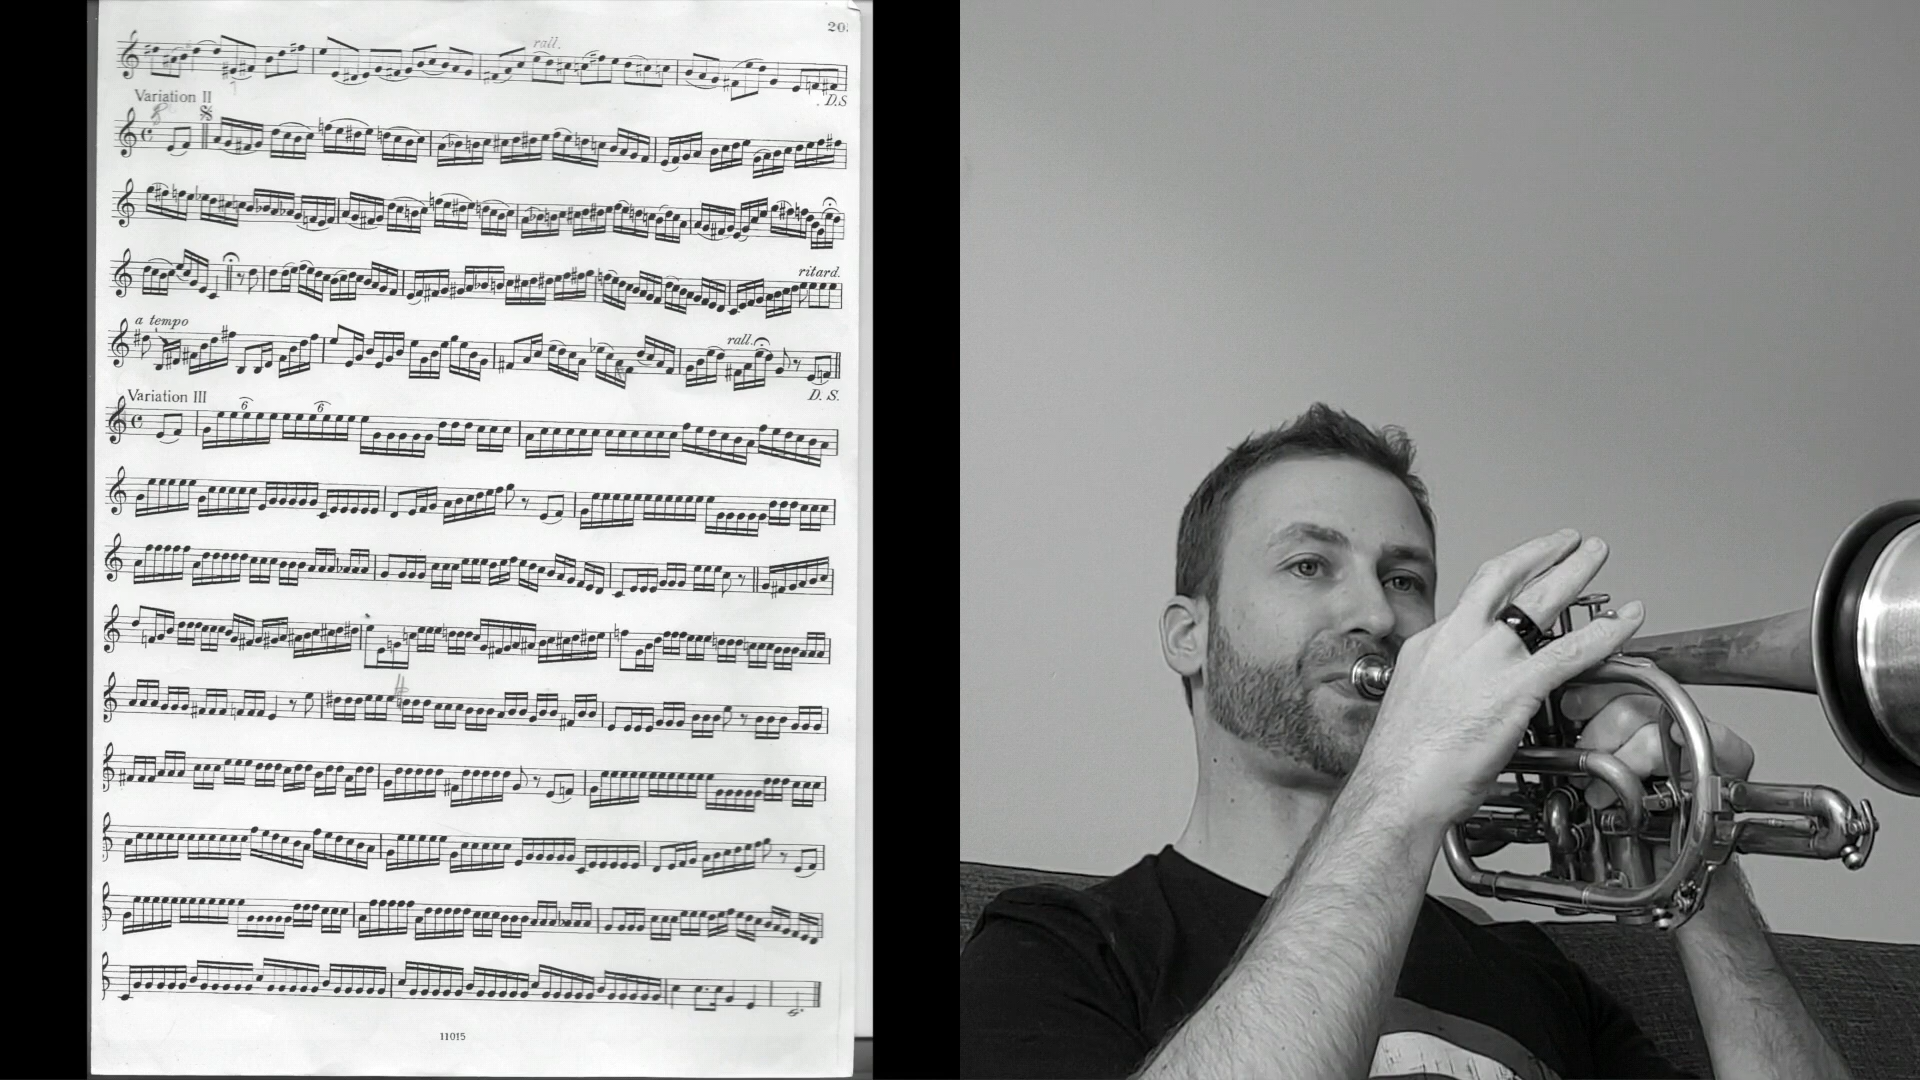 20
rall.
D.S
Variation II
ritard.
a tempo
rall.
D. S.
Variation III
6 6
11015